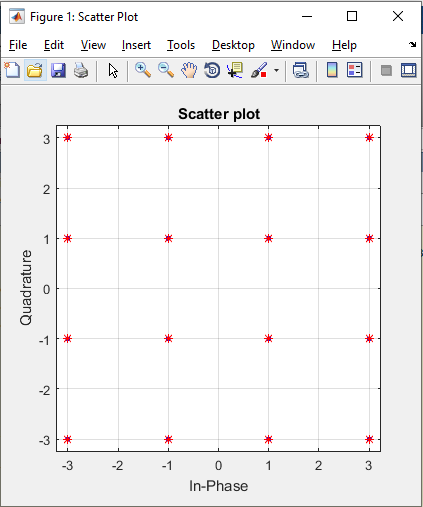 Figure 1: Scatter Plot
File Edit View Insert Tools Desktop Window Help
Scatter plot
3
2
1
0
-1
-2
-3
Quadrature
-3 -2 -1 0 1 2 3
In-Phase